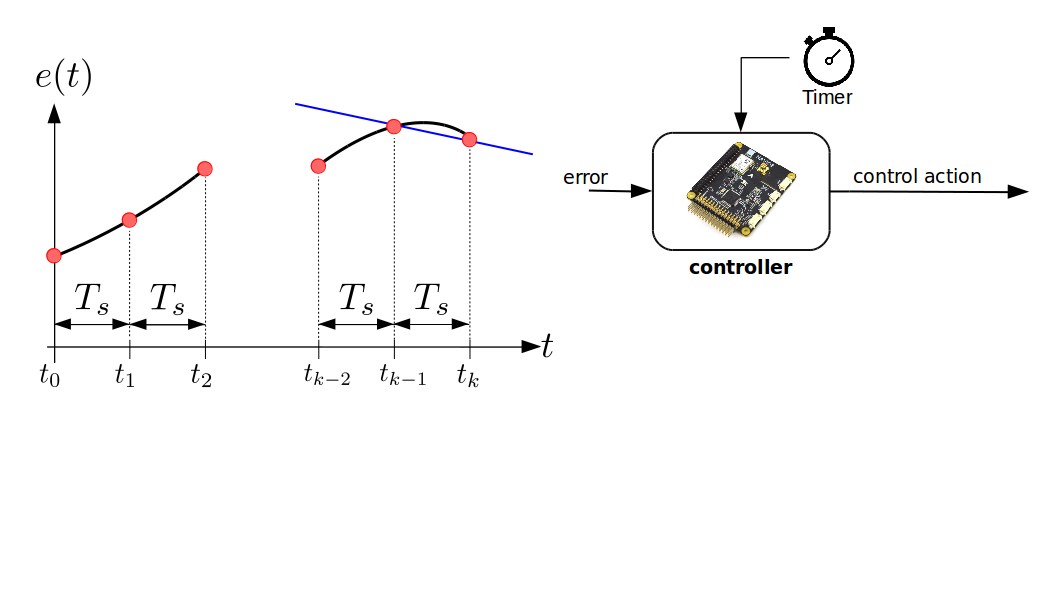 e(t)
T_s T_s T_s T_s
t
t_0 t_1 t_2 t_{k−2} t_{k−1} t_k
Timer
error
control action
controller